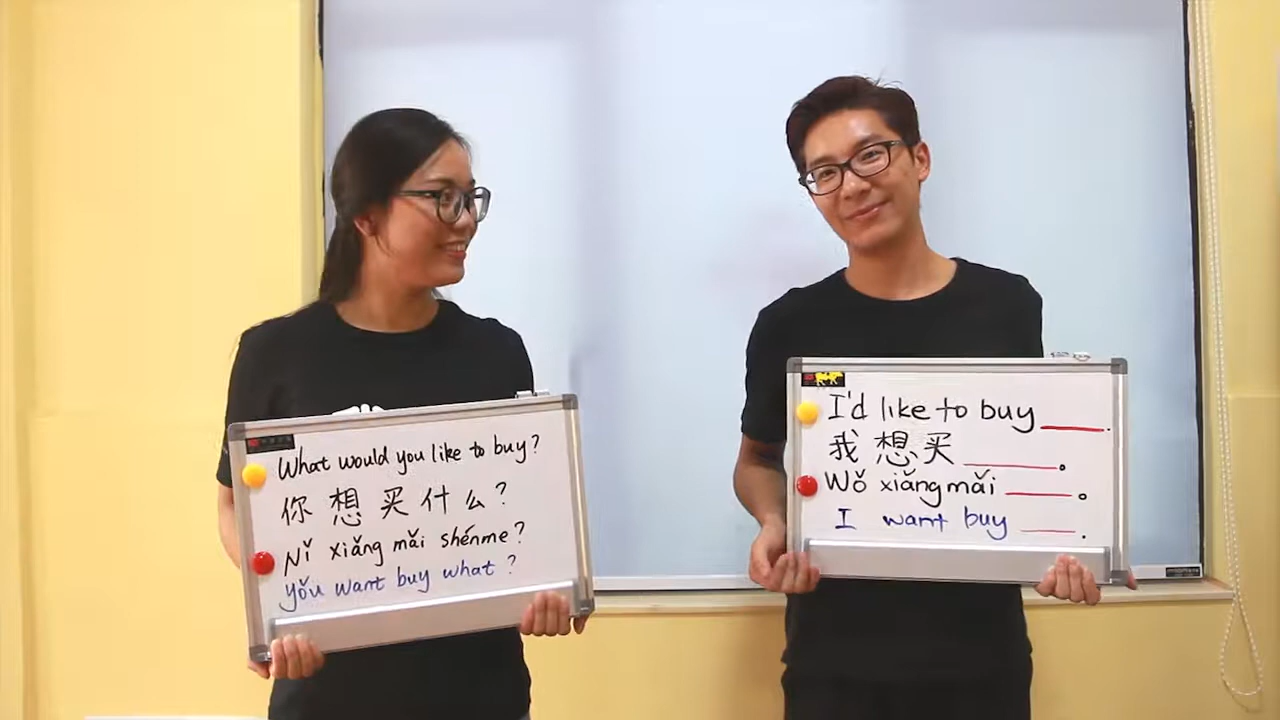 What would you like to buy?
你想买什么?
Nǐ xiǎng mǎi shénme?
yǒu want buy what ?
I'd like to buy ____.
我想买 ____。
Wǒ xiǎng mǎi ____。
I want buy ____.